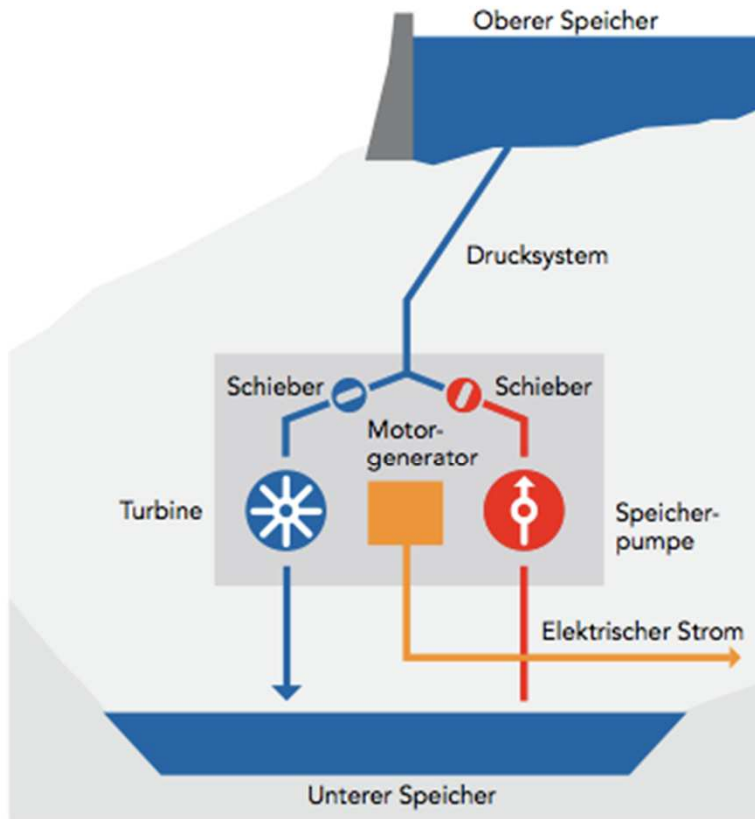 Oberer Speicher
Drucksystem
Schieber
Schieber
Motor-
generator
Turbine
Speicher-
pumpe
Elektrischer Strom
Unterer Speicher